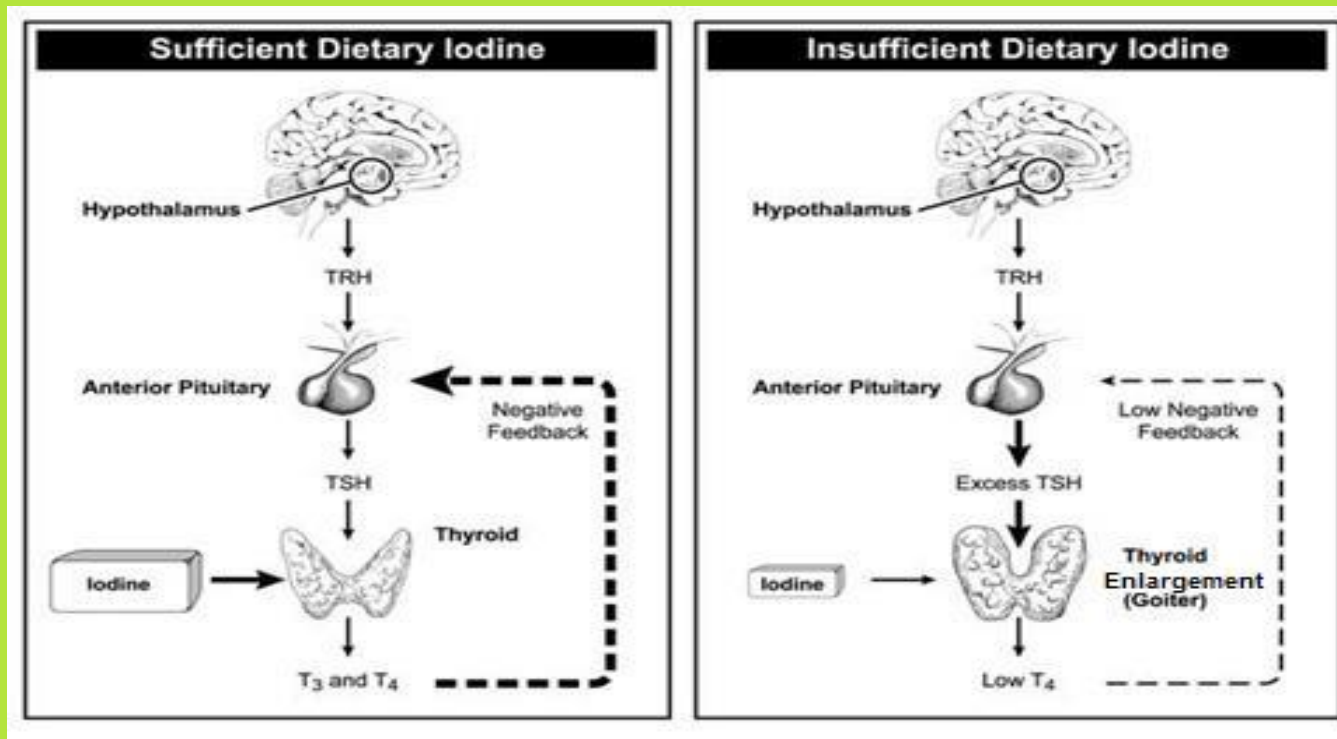 Sufficient Dietary Iodine
Hypothalamus
TRH
Anterior Pituitary
Negative
Feedback
TSH
Thyroid
Iodine
T₃ and T₄
Insufficient Dietary Iodine
Hypothalamus
TRH
Anterior Pituitary
Low Negative
Feedback
Excess TSH
Thyroid
Enlargement
(Goiter)
Iodine
Low T₄